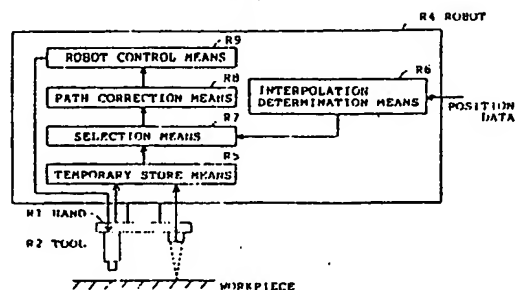 R4 ROBOT
R9
ROBOT CONTROL MEANS
R8
PATH CORRECTION MEANS
R6
INTERPOLATION
DETERMINATION MEANS
R7
SELECTION MEANS
POSITION
DATA
R5
TEMPORARY STORE MEANS
R1 HAND
R2 TOOL
WORKPIECE